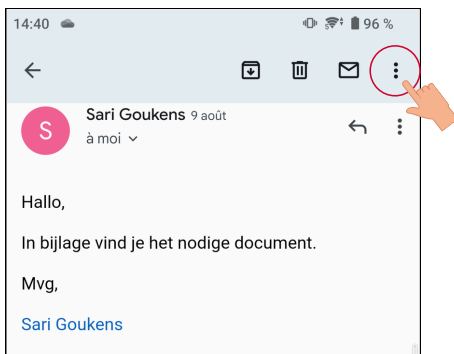 14:40 96 %
S
Sari Goukens 9 août
à moi
Hallo,
In bijlage vind je het nodige document.
Mvg,
Sari Goukens